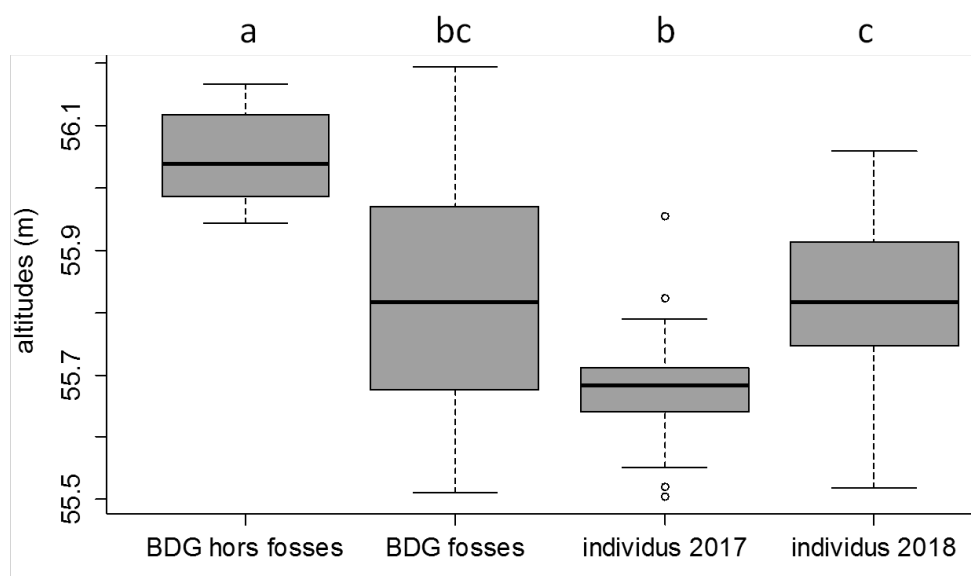 a bc b c
altitudes (m)
56.1
55.9
55.7
55.5
BDG hors fosses BDG fosses individus 2017 individus 2018